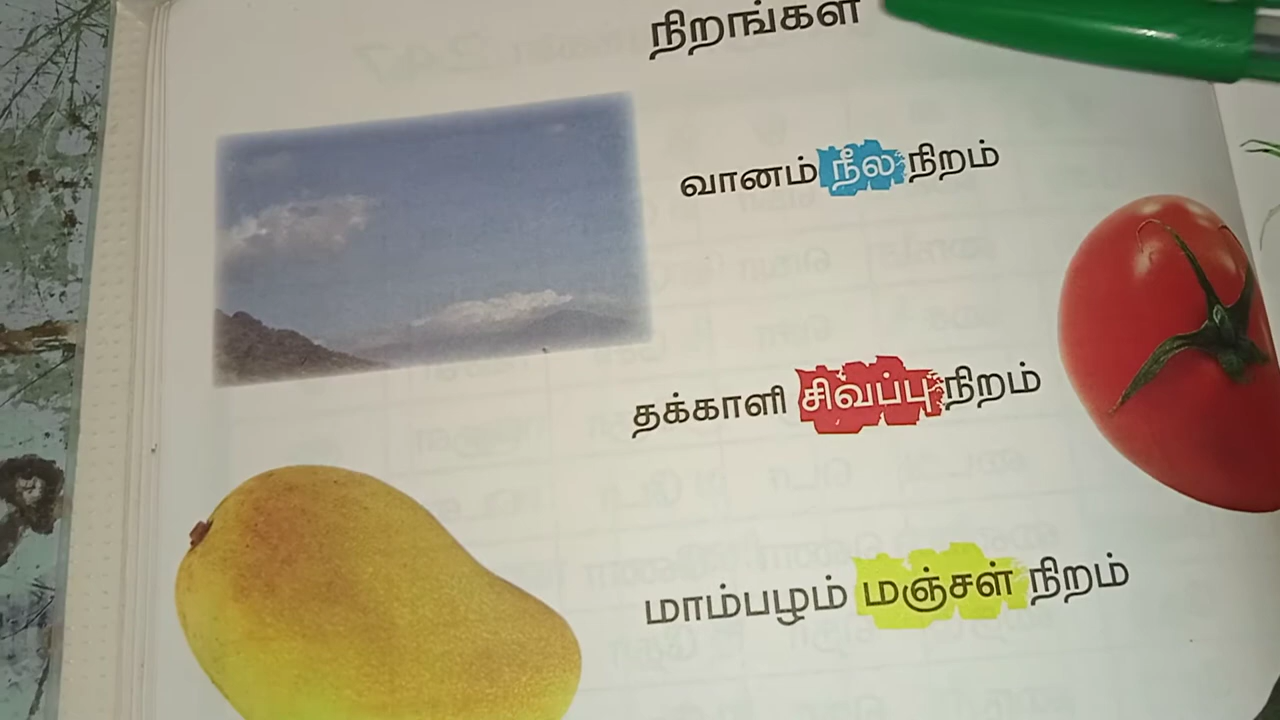 நிறங்கள்
வானம் நீல நிறம்
தக்காளி சிவப்பு நிறம்
மாம்பழம் மஞ்சள் நிறம்